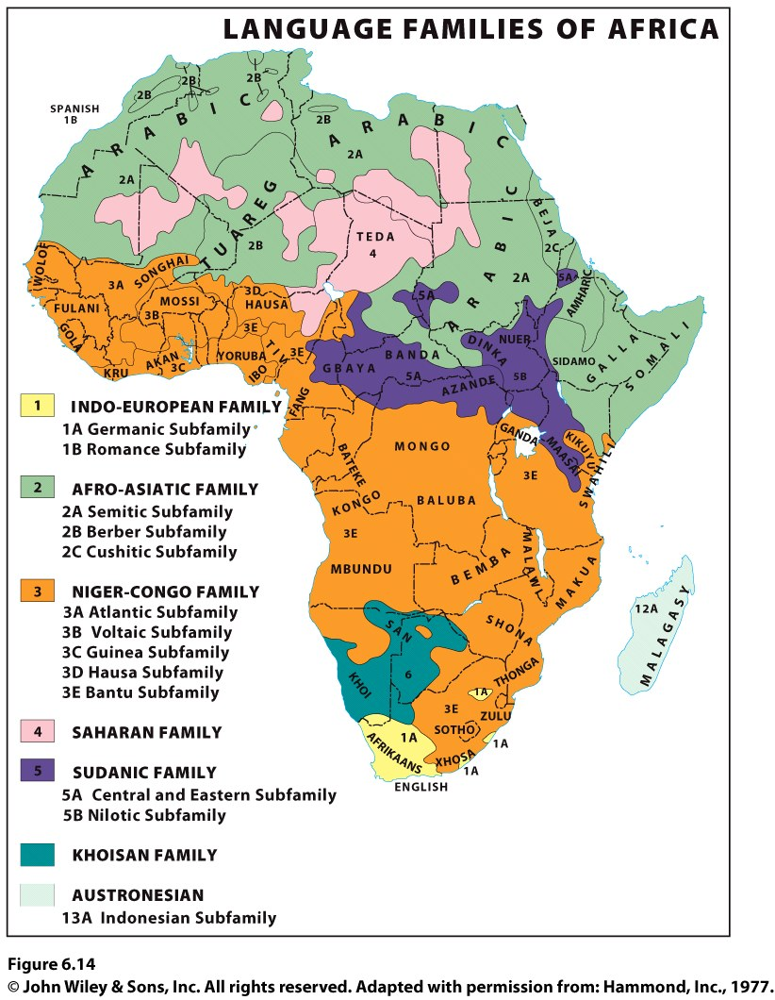 LANGUAGE FAMILIES OF AFRICA
SPANISH
1B
2B
2B
2B
2B
ARABIC
ARABIC
2A
2A
TUAREG
2B
TEDA
4
ARABIC
2A
BEJA
2C
5A
AMHARIC
WOLOF
3A
SONGHAI
FULANI
MOSSI
3B
GOLA
KRU
AKAN
3C
3D
HAUSA
3E
YORUBA
TIV
IBO
3E
5A
GBAYA
BANDA
5A
AZANDE
DINKA
NUER
5B
SIDAMO
GALLA
SOMALI
FANG
GANDA
MAASAI
KIKUYU
SWAHILI
MONGO
BATEKE
KONGO
BALUBA
3E
3E
MBUNDU
BEMBA
MALAWI
MAKUA
SAN
6
KHOI
SHONA
THONGA
1A
3E
ZULU
SOTHO
1A
XHOSA
1A
1A
AFRIKAANS
ENGLISH
12A
MALAGASY
1 INDO-EUROPEAN FAMILY
1A Germanic Subfamily
1B Romance Subfamily
2 AFRO-ASIATIC FAMILY
2A Semitic Subfamily
2B Berber Subfamily
2C Cushitic Subfamily
3 NIGER-CONGO FAMILY
3A Atlantic Subfamily
3B Voltaic Subfamily
3C Guinea Subfamily
3D Hausa Subfamily
3E Bantu Subfamily
4 SAHARAN FAMILY
5 SUDANIC FAMILY
5A Central and Eastern Subfamily
5B Nilotic Subfamily
KHOISAN FAMILY
AUSTRONESIAN
13A Indonesian Subfamily
Figure 6.14
© John Wiley & Sons, Inc. All rights reserved. Adapted with permission from: Hammond, Inc., 1977.